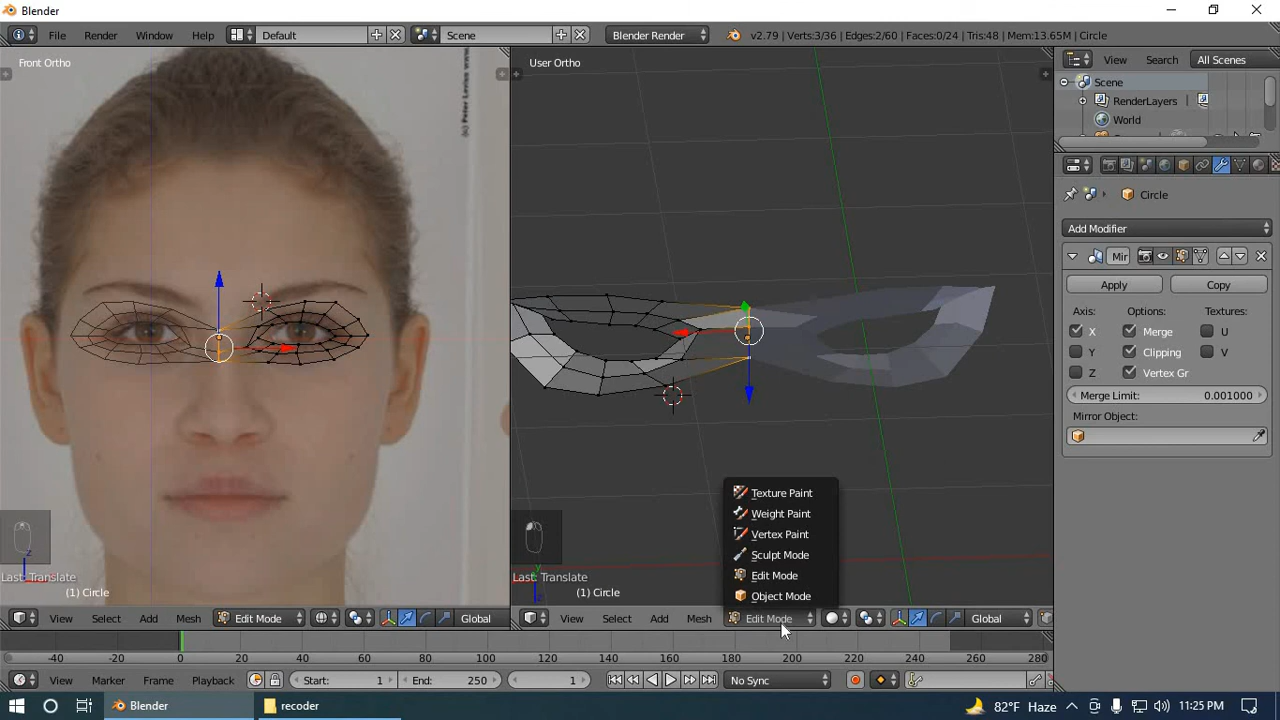 Blender
File Render Window Help Default Scene Blender Render v2.79 | Verts:3/36 | Edges:2/60 | Faces:0/24 | Tris:48 | Mem:13.65M | Circle
Front Ortho
User Ortho
View Search All Scenes
Scene
RenderLayers
World
Circle
Add Modifier
Mir
Apply Copy
Axis: Options: Textures:
X Merge U
Y Clipping V
Z Vertex Gr
Merge Limit: 0.001000
Mirror Object:
Texture Paint
Weight Paint
Vertex Paint
Sculpt Mode
Edit Mode
Object Mode
z
Last: Translate
(1) Circle
y
Last: Translate
(1) Circle
View Select Add Mesh Edit Mode Global
View Select Add Mesh Edit Mode Global
-40 -20 0 20 40 60 80 100 120 140 160 180 200 220 240 260 280
View Marker Frame Playback Start: 1 End: 250 1 No Sync
Blender recoder 82°F Haze 11:25 PM